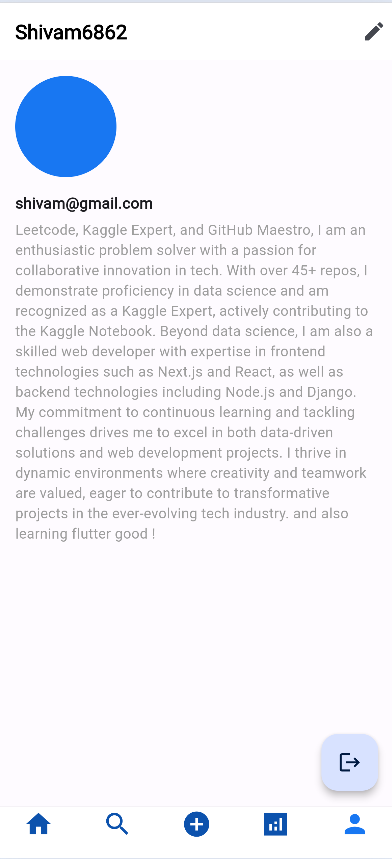 Shivam6862
shivam@gmail.com
Leetcode, Kaggle Expert, and GitHub Maestro, I am an
enthusiastic problem solver with a passion for
collaborative innovation in tech. With over 45+ repos, I
demonstrate proficiency in data science and am
recognized as a Kaggle Expert, actively contributing to
the Kaggle Notebook. Beyond data science, I am also a
skilled web developer with expertise in frontend
technologies such as Next.js and React, as well as
backend technologies including Node.js and Django.
My commitment to continuous learning and tackling
challenges drives me to excel in both data-driven
solutions and web development projects. I thrive in
dynamic environments where creativity and teamwork
are valued, eager to contribute to transformative
projects in the ever-evolving tech industry. and also
learning flutter good !